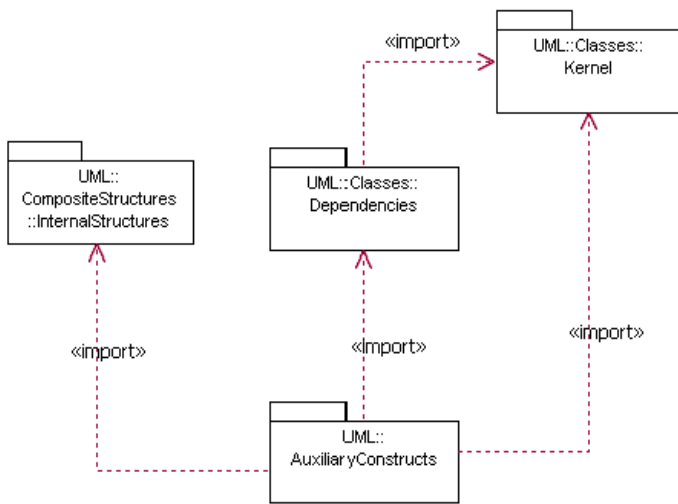 «import»
UML::Classes::
Kernel
UML::
CompositeStructures
::InternalStructures
UML::Classes::
Dependencies
«import»
«import»
«import»
UML::
AuxiliaryConstructs